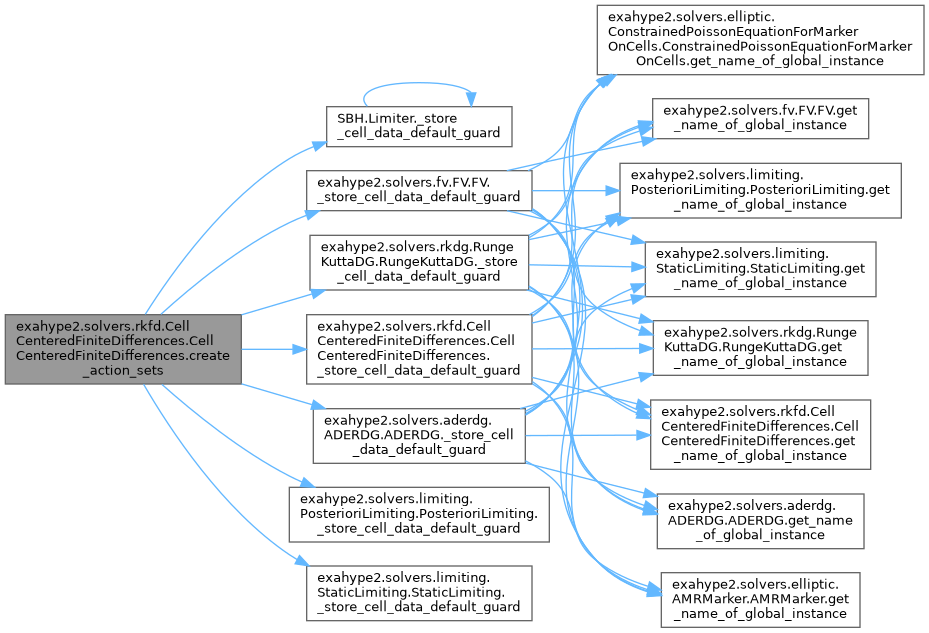 exahype2.solvers.rkfd.Cell
CenteredFiniteDifferences.Cell
CenteredFiniteDifferences.create
_action_sets
SBH.Limiter._store
_cell_data_default_guard
exahype2.solvers.fv.FV.FV.
_store_cell_data_default_guard
exahype2.solvers.rkdg.Runge
KuttaDG.RungeKuttaDG._store
_cell_data_default_guard
exahype2.solvers.rkfd.Cell
CenteredFiniteDifferences.Cell
CenteredFiniteDifferences.
_store_cell_data_default_guard
exahype2.solvers.aderdg.
ADERDG.ADERDG._store_cell
_data_default_guard
exahype2.solvers.limiting.
PosterioriLimiting.PosterioriLimiting.
_store_cell_data_default_guard
exahype2.solvers.limiting.
StaticLimiting.StaticLimiting.
_store_cell_data_default_guard
exahype2.solvers.elliptic.
ConstrainedPoissonEquationForMarker
OnCells.ConstrainedPoissonEquationForMarker
OnCells.get_name_of_global_instance
exahype2.solvers.fv.FV.FV.get
_name_of_global_instance
exahype2.solvers.limiting.
PosterioriLimiting.PosterioriLimiting.get
_name_of_global_instance
exahype2.solvers.limiting.
StaticLimiting.StaticLimiting.get
_name_of_global_instance
exahype2.solvers.rkdg.Runge
KuttaDG.RungeKuttaDG.get
_name_of_global_instance
exahype2.solvers.rkfd.Cell
CenteredFiniteDifferences.Cell
CenteredFiniteDifferences.get
_name_of_global_instance
exahype2.solvers.aderdg.
ADERDG.ADERDG.get_name
_of_global_instance
exahype2.solvers.elliptic.
AMRMarker.AMRMarker.get
_name_of_global_instance